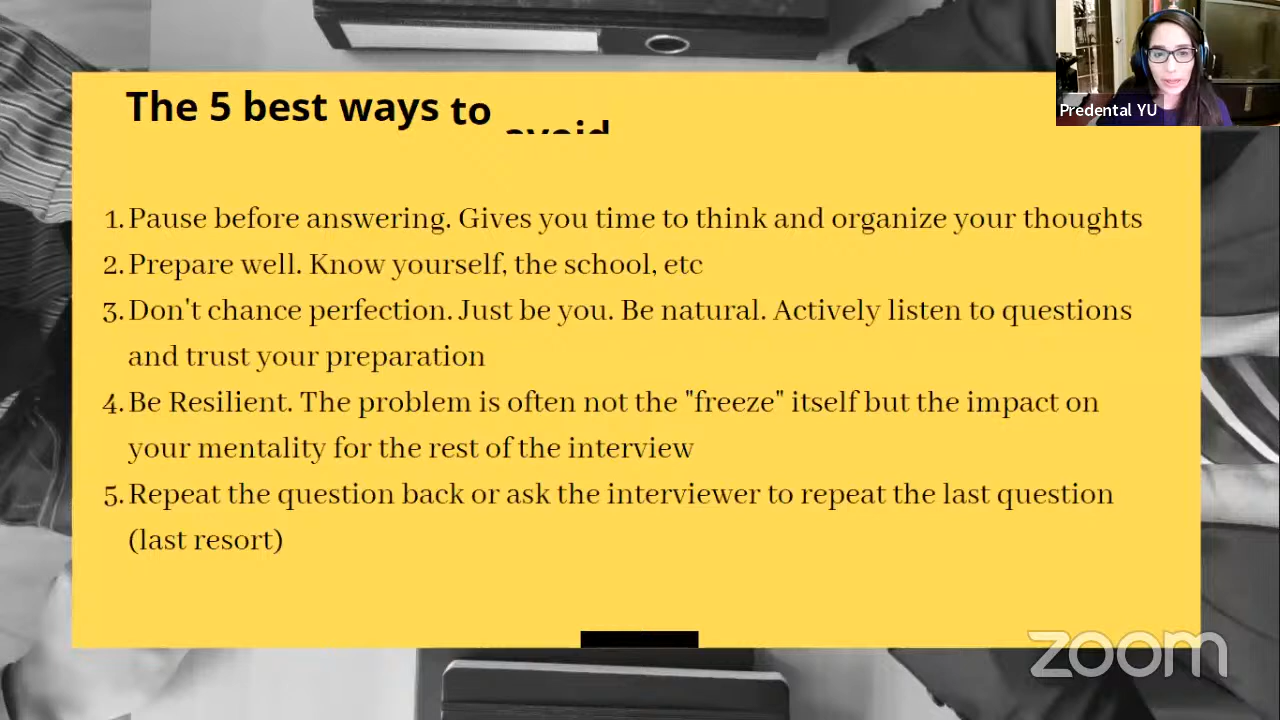 The 5 best ways to avoid
Predental YU
1. Pause before answering. Gives you time to think and organize your thoughts
2. Prepare well. Know yourself, the school, etc
3. Don't chance perfection. Just be you. Be natural. Actively listen to questions
and trust your preparation
4. Be Resilient. The problem is often not the "freeze" itself but the impact on
your mentality for the rest of the interview
5. Repeat the question back or ask the interviewer to repeat the last question
(last resort)
zoom